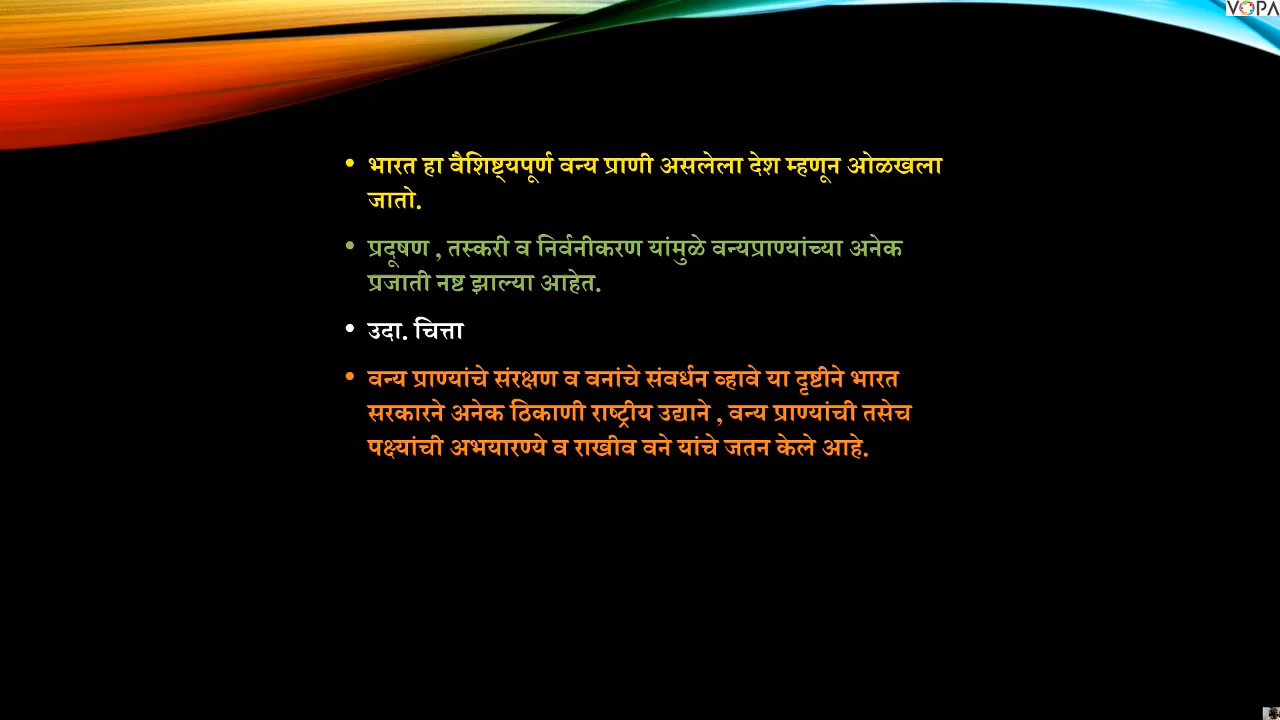 VOPA
• भारत हा वैशिष्ट्यपूर्ण वन्य प्राणी असलेला देश म्हणून ओळखला
जातो.
• प्रदूषण , तस्करी व निर्वनीकरण यांमुळे वन्यप्राण्यांच्या अनेक
प्रजाती नष्ट झाल्या आहेत.
• उदा. चित्ता
• वन्य प्राण्यांचे संरक्षण व वनांचे संवर्धन व्हावे या दृष्टीने भारत
सरकारने अनेक ठिकाणी राष्ट्रीय उद्याने , वन्य प्राण्यांची तसेच
पक्ष्यांची अभयारण्ये व राखीव वने यांचे जतन केले आहे.